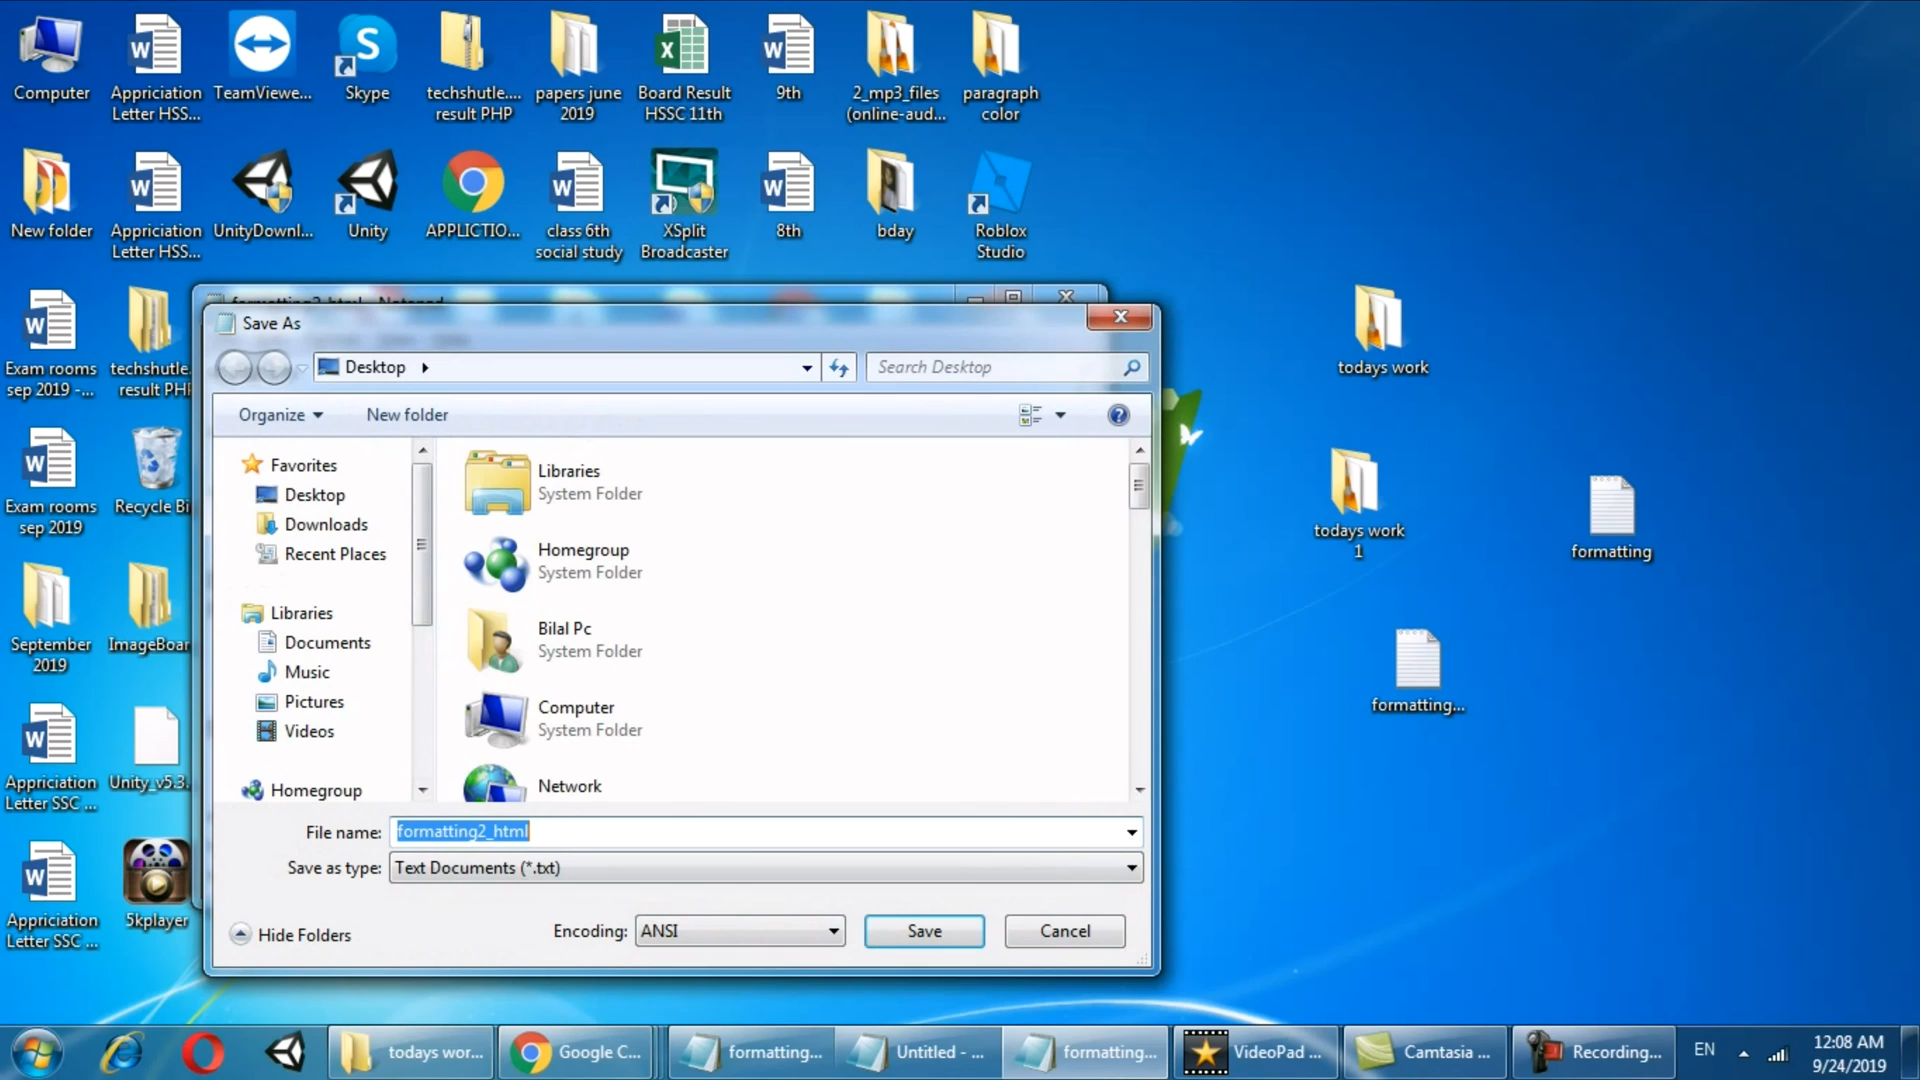 Computer
Appriciation
Letter HSS...
TeamViewe...
Skype
techshutle....
result PHP
papers june
2019
Board Result
HSSC 11th
9th
2_mp3_files
(online-aud...
paragraph
color
New folder
Appriciation
Letter HSS...
UnityDownl...
Unity
APPLICTIO...
class 6th
social study
XSplit
Broadcaster
8th
bday
Roblox
Studio
Exam rooms
sep 2019 -...
techshutle.
result PHP
Exam rooms
sep 2019
Recycle Bi
September
2019
ImageBoar
Appriciation
Letter SSC ...
Unity_v5.3.
Appriciation
Letter SSC ...
5kplayer
todays work
todays work
1
formatting
formatting...
formatting2_html - Notepad
Save As
Desktop
Search Desktop
Organize
New folder
Favorites
Desktop
Downloads
Recent Places
Libraries
Documents
Music
Pictures
Videos
Homegroup
Libraries
System Folder
Homegroup
System Folder
Bilal Pc
System Folder
Computer
System Folder
Network
File name: formatting2_html
Save as type: Text Documents (*.txt)
Hide Folders
Encoding: ANSI
Save
Cancel
todays wor...
Google C...
formatting...
Untitled - ...
formatting...
VideoPad ...
Camtasia ...
Recording...
EN
12:08 AM
9/24/2019